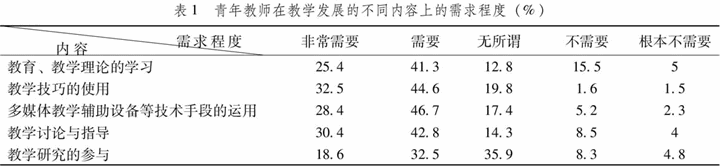 表1 青年教师在教学发展的不同内容上的需求程度(%)
内容 需求程度 非常需要 需要 无所谓 不需要 根本不需要
教育、教学理论的学习 25.4 41.3 12.8 15.5 5
教学技巧的使用 32.5 44.6 19.8 1.6 1.5
多媒体教学辅助设备等技术手段的运用 28.4 46.7 17.4 5.2 2.3
教学讨论与指导 30.4 42.8 14.3 8.5 4
教学研究的参与 18.6 32.5 35.9 8.3 4.8